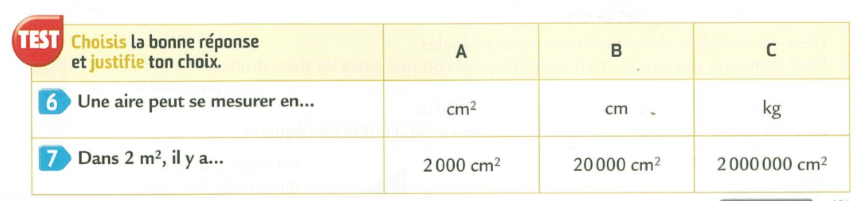 TEST Choisis la bonne réponse
et justifie ton choix.
A B C
6 Une aire peut se mesurer en... cm² cm kg
7 Dans 2 m², il y a... 2 000 cm² 20 000 cm² 2 000 000 cm²